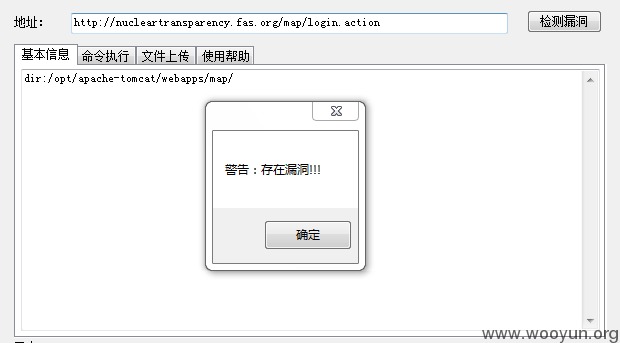 地址: http://nucleartransparency.fas.org/map/login.action 检测漏洞
基本信息 命令执行 文件上传 使用帮助
dir:/opt/apache-tomcat/webapps/map/
警告：存在漏洞!!!
确定
www.wooyun.org